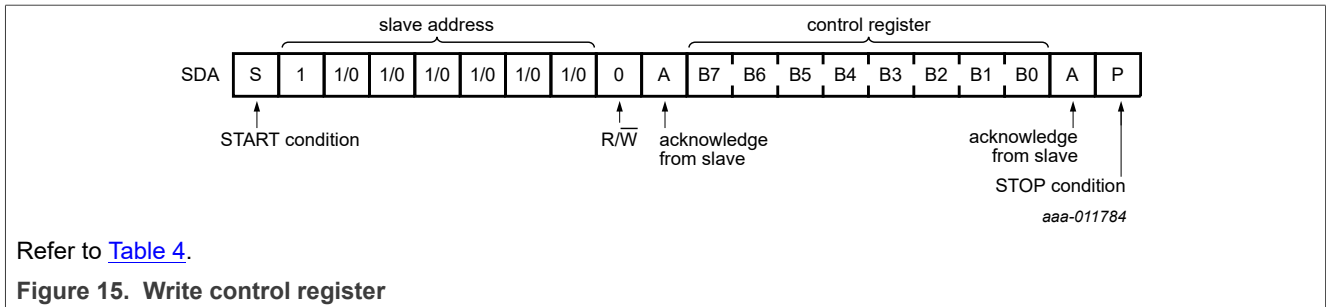 slave address control register
SDA S 1 1/0 1/0 1/0 1/0 1/0 1/0 0 A B7 B6 B5 B4 B3 B2 B1 B0 A P
START condition R/W̅ acknowledge from slave acknowledge from slave
STOP condition
aaa-011784
Refer to Table 4.
Figure 15. Write control register